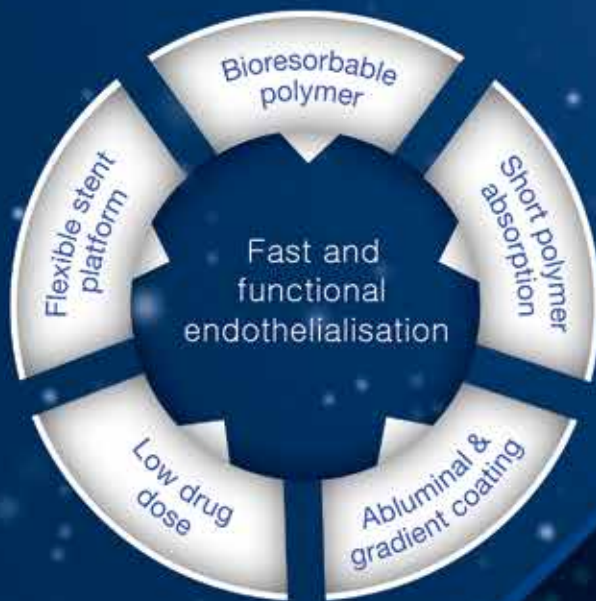 Bioresorbable
polymer
Short polymer
absorption
Abluminal &
gradient coating
Low drug
dose
Flexible stent
platform
Fast and
functional
endothelialisation